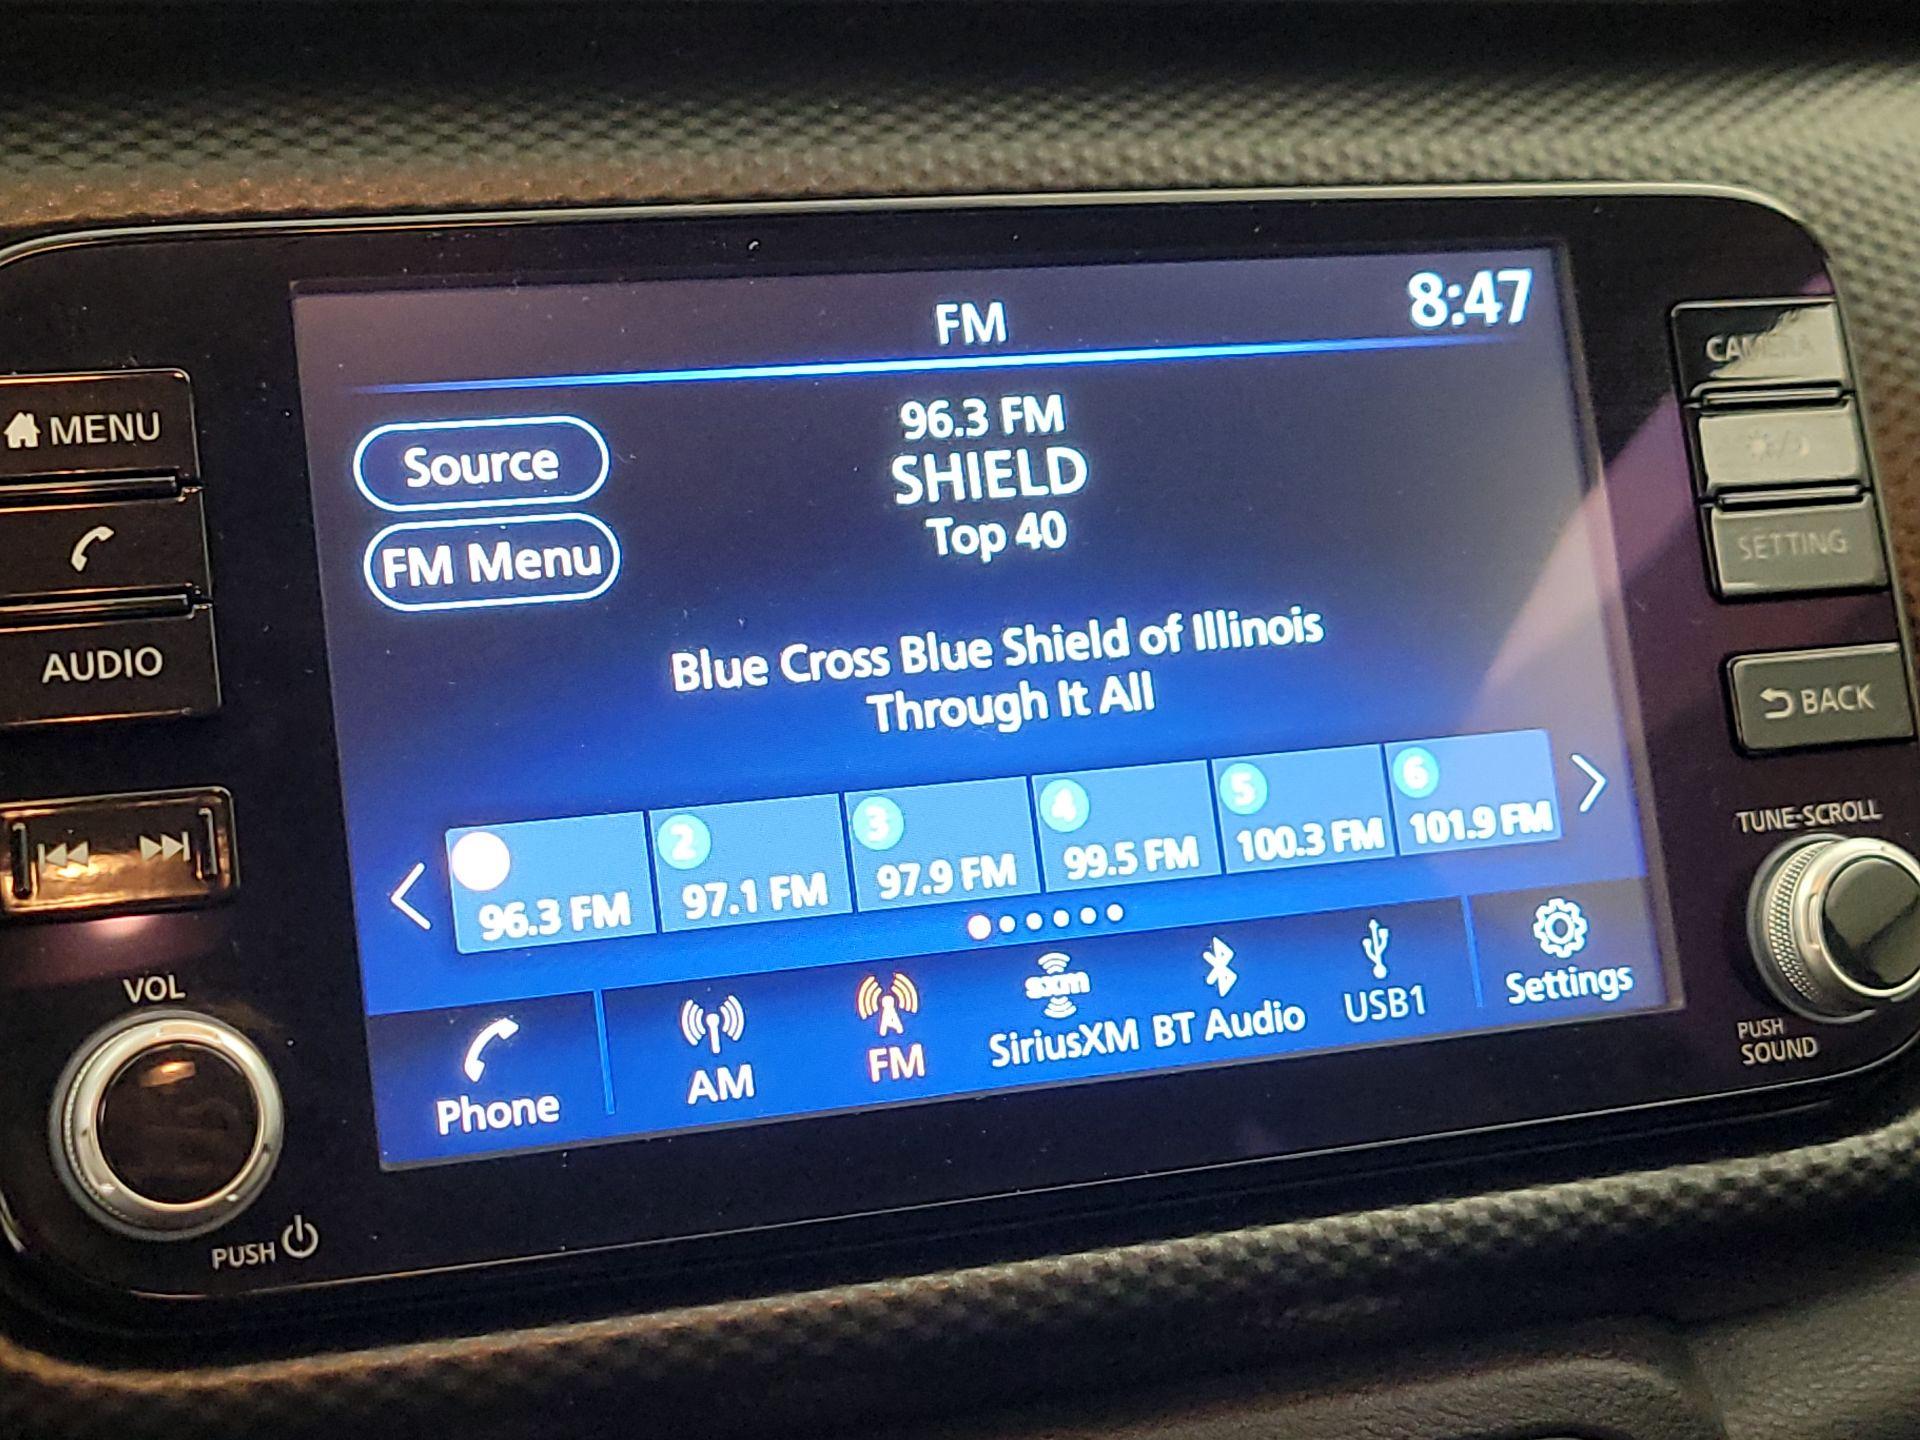 FM
8:47
CAMERA
MENU
Source
96.3 FM
SHIELD
Top 40
FM Menu
SETTING
AUDIO
Blue Cross Blue Shield of Illinois
Through It All
BACK
2
3
4
5
6
96.3 FM
97.1 FM
97.9 FM
99.5 FM
100.3 FM
101.9 FM
TUNE·SCROLL
VOL
Phone
AM
FM
sxm
SiriusXM
BT Audio
USB1
Settings
PUSH
SOUND
PUSH